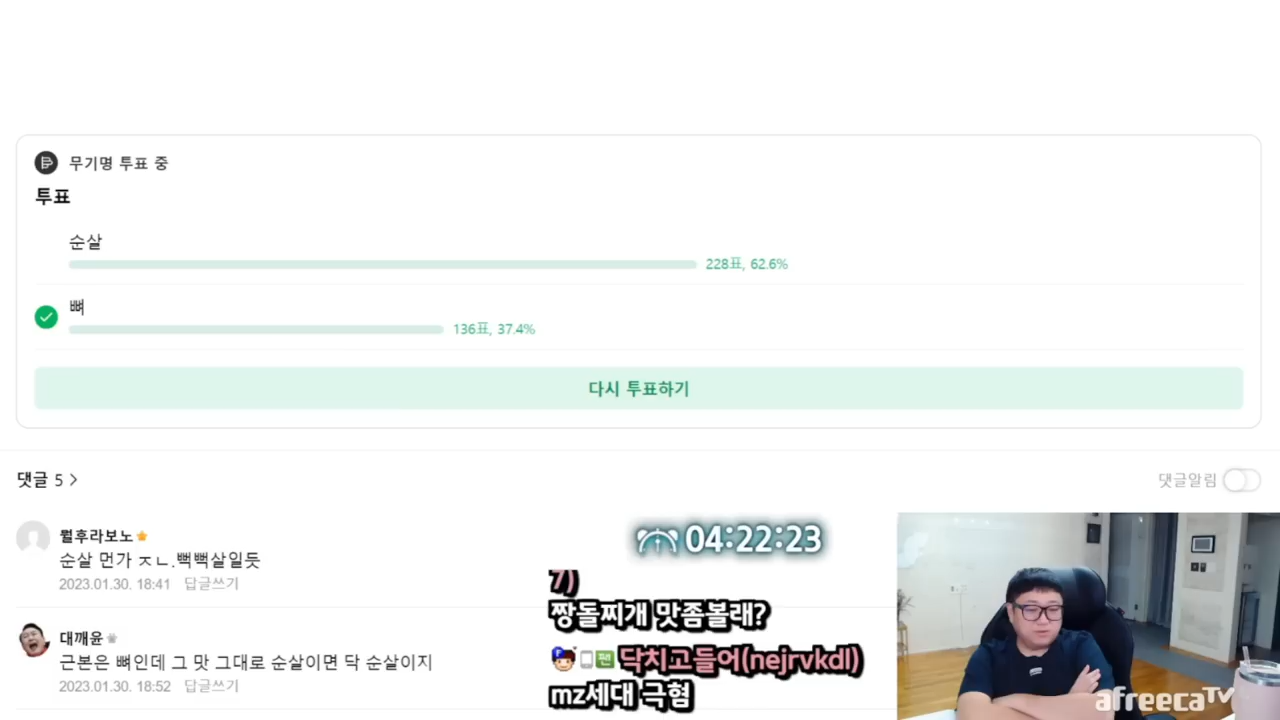 무기명 투표 중
투표
순살
228표, 62.6%
뼈
136표, 37.4%
다시 투표하기
댓글 5
댓글알림
뭘후라보노
순살 먼가 ㅈㄴ.뻑뻑살일듯
2023.01.30. 18:41 답글쓰기
대깨윤
근본은 뼈인데 그 맛 그대로 순살이면 닥 순살이지
2023.01.30. 18:52 답글쓰기
04:22:23
7)
짱돌찌개 맛좀볼래?
팬 닥치고들어(nejrvkdl)
mz세대 극혐
afreecaTV